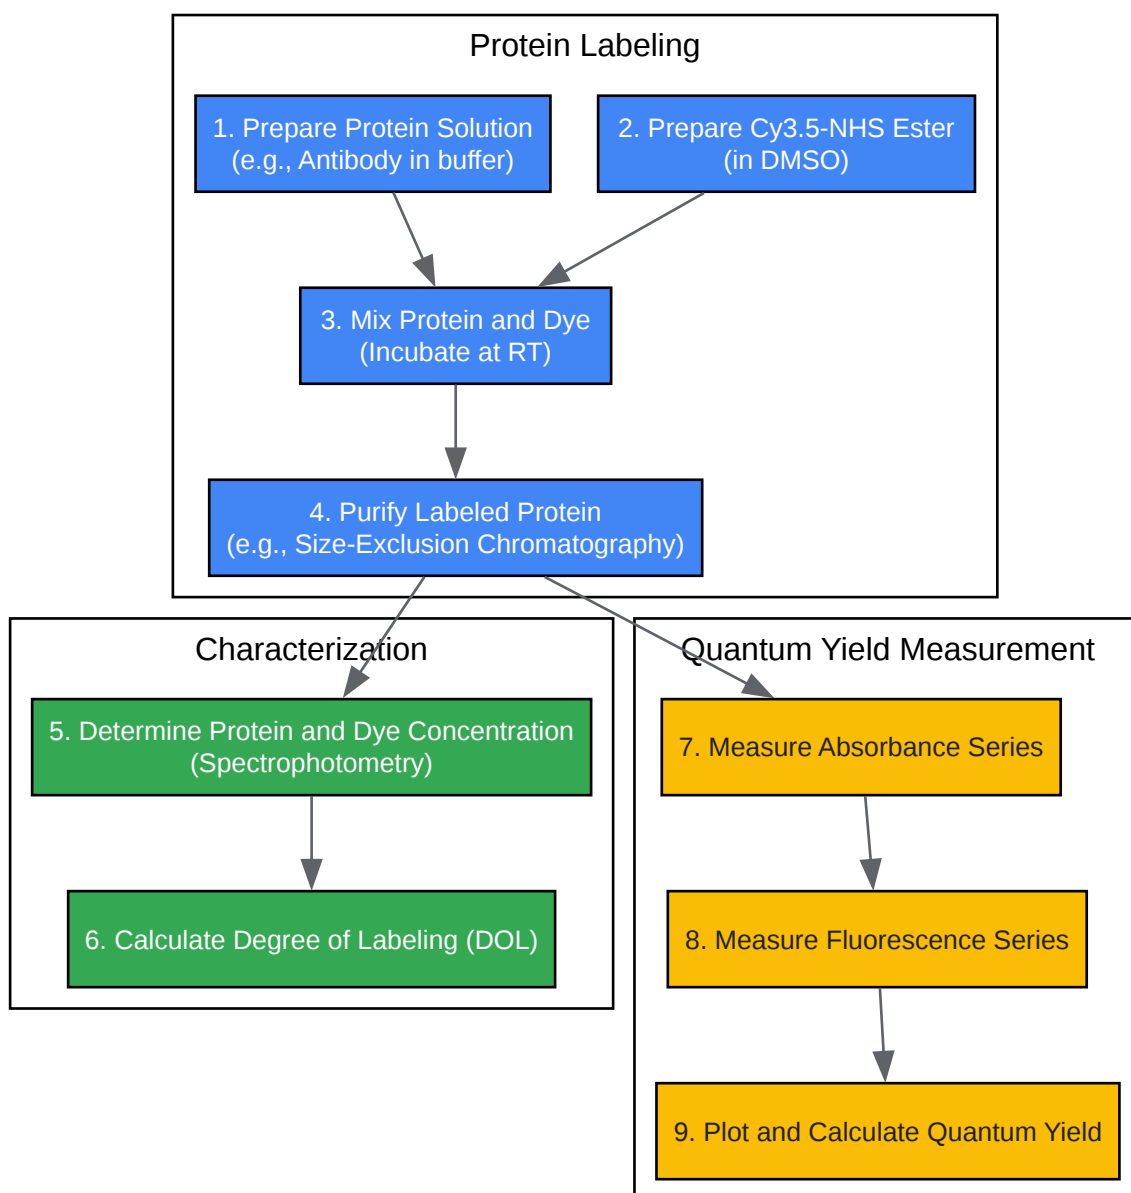 Protein Labeling
1. Prepare Protein Solution
(e.g., Antibody in buffer)
2. Prepare Cy3.5-NHS Ester
(in DMSO)
3. Mix Protein and Dye
(Incubate at RT)
4. Purify Labeled Protein
(e.g., Size-Exclusion Chromatography)
Characterization
5. Determine Protein and Dye Concentration
(Spectrophotometry)
6. Calculate Degree of Labeling (DOL)
Quantum Yield Measurement
7. Measure Absorbance Series
8. Measure Fluorescence Series
9. Plot and Calculate Quantum Yield